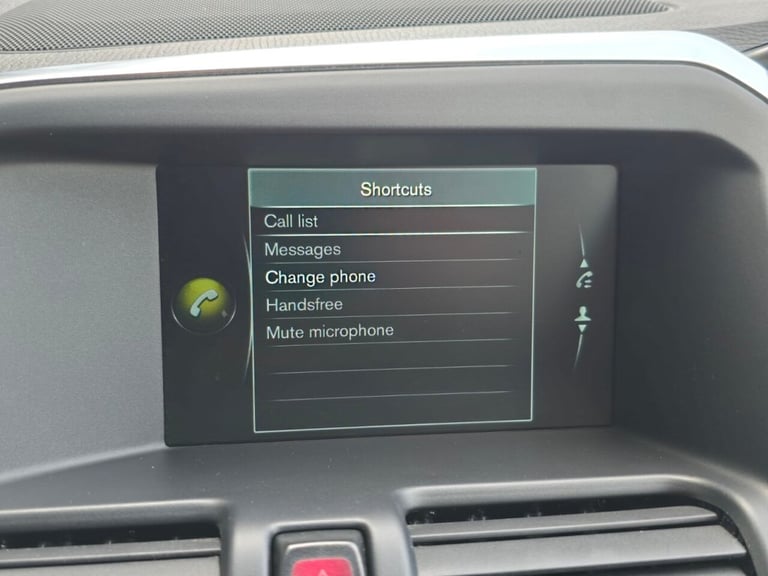 Shortcuts
Call list
Messages
Change phone
Handsfree
Mute microphone